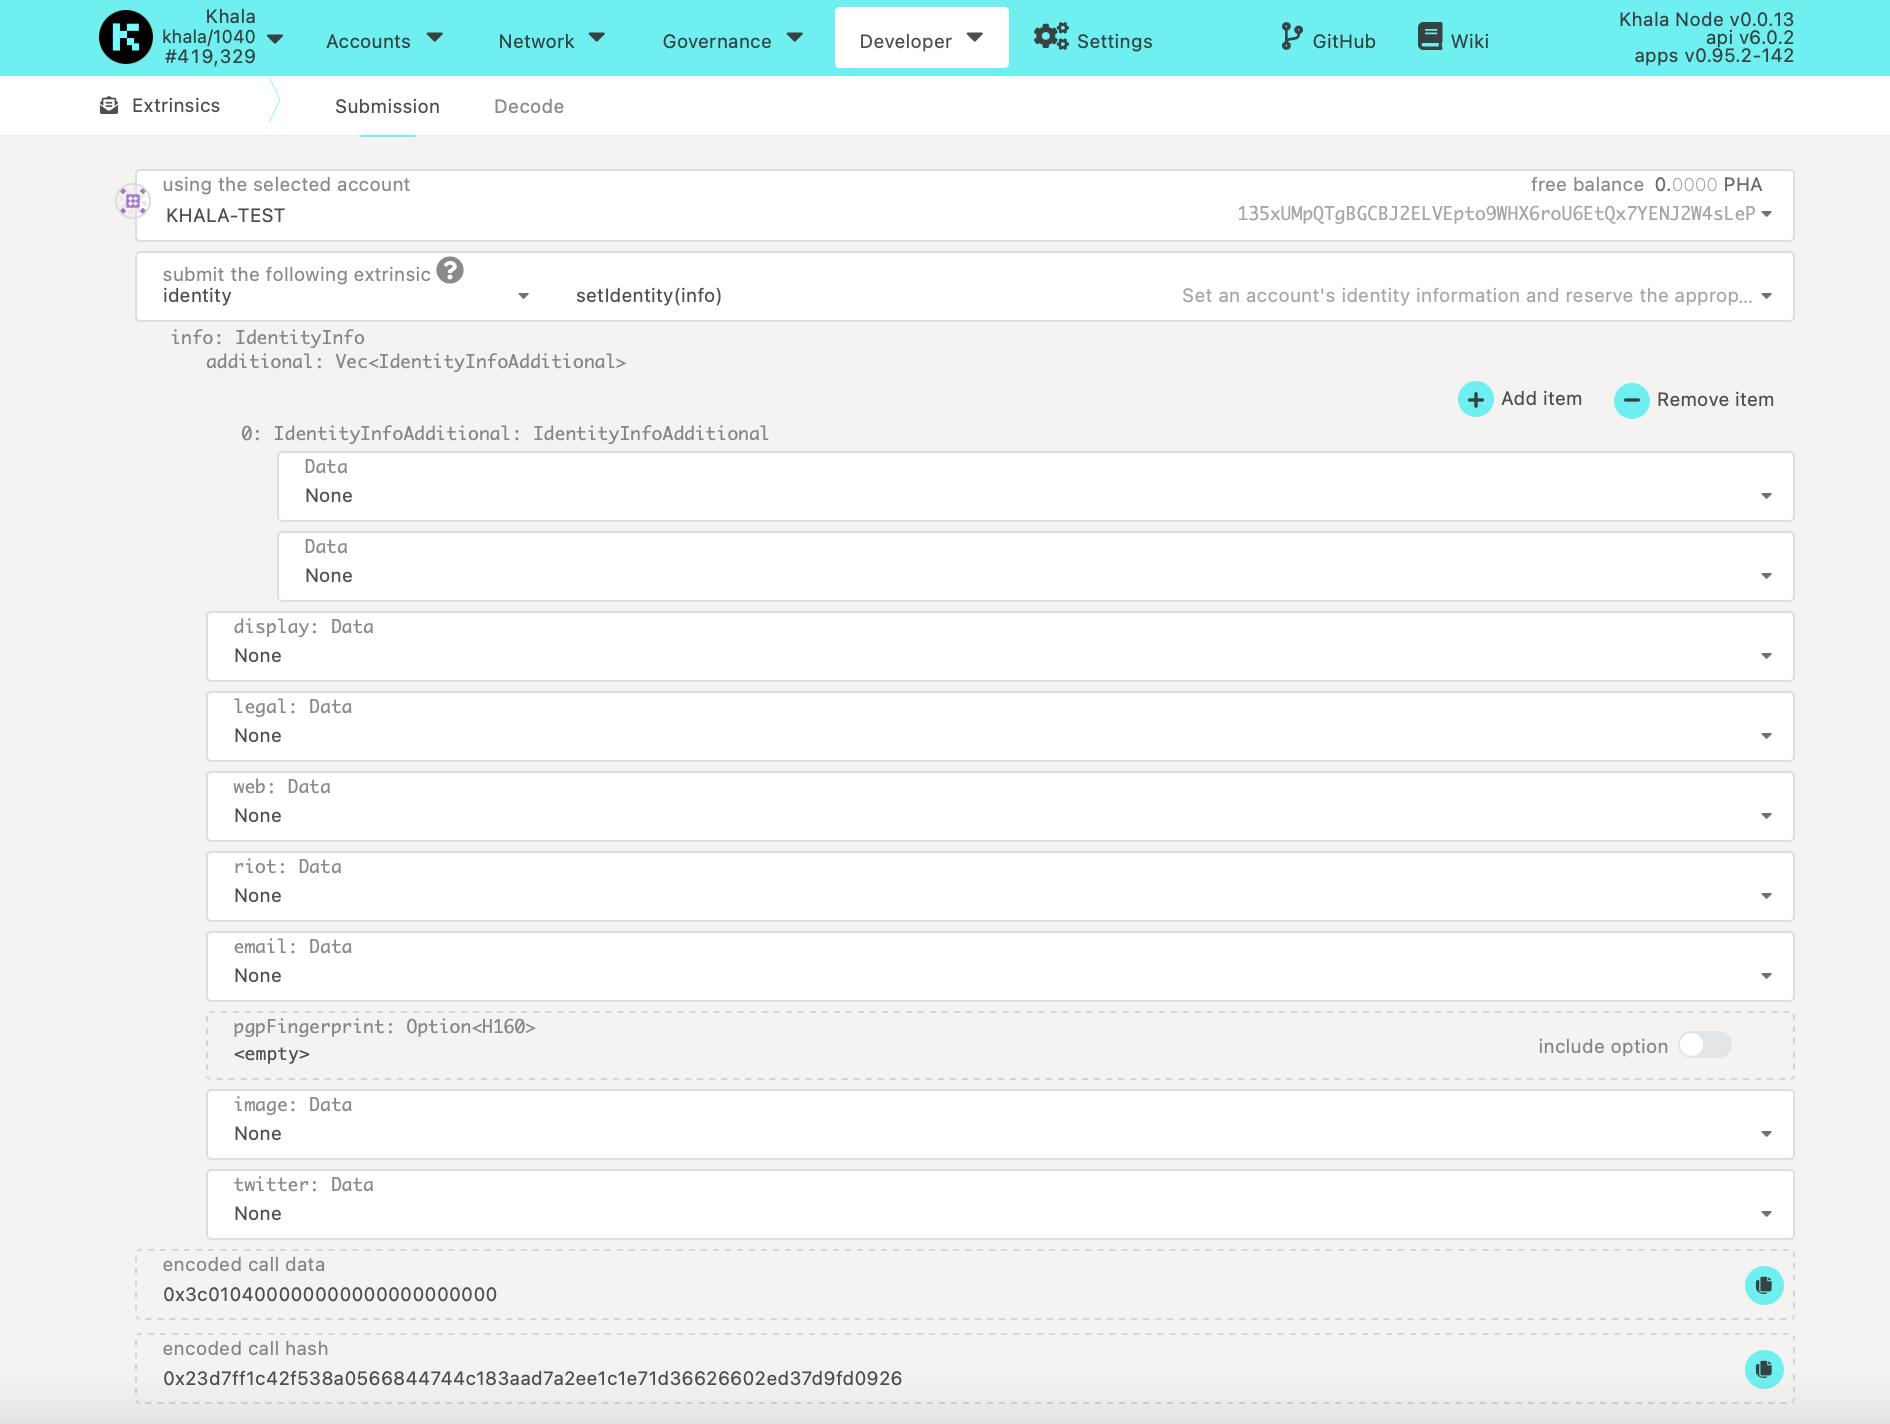 Khala
khala/1040
#419,329
Accounts
Network
Governance
Developer
Settings
GitHub
Wiki
Khala Node v0.0.13
api v6.0.2
apps v0.95.2-142
Extrinsics
Submission
Decode
using the selected account
free balance 0.0000 PHA
KHALA-TEST
135xUMpQTgBGCBJ2ELVEpto9WHX6roU6EtQx7YENJ2W4sLeP
submit the following extrinsic
identity
setIdentity(info)
Set an account's identity information and reserve the approp...
info: IdentityInfo
additional: Vec<IdentityInfoAdditional>
Add item
Remove item
0: IdentityInfoAdditional: IdentityInfoAdditional
Data
None
Data
None
display: Data
None
legal: Data
None
web: Data
None
riot: Data
None
email: Data
None
pgpFingerprint: Option<H160>
<empty>
include option
image: Data
None
twitter: Data
None
encoded call data
0x3c010400000000000000000000
encoded call hash
0x23d7ff1c42f538a0566844744c183aad7a2ee1c1e71d36626602ed37d9fd0926